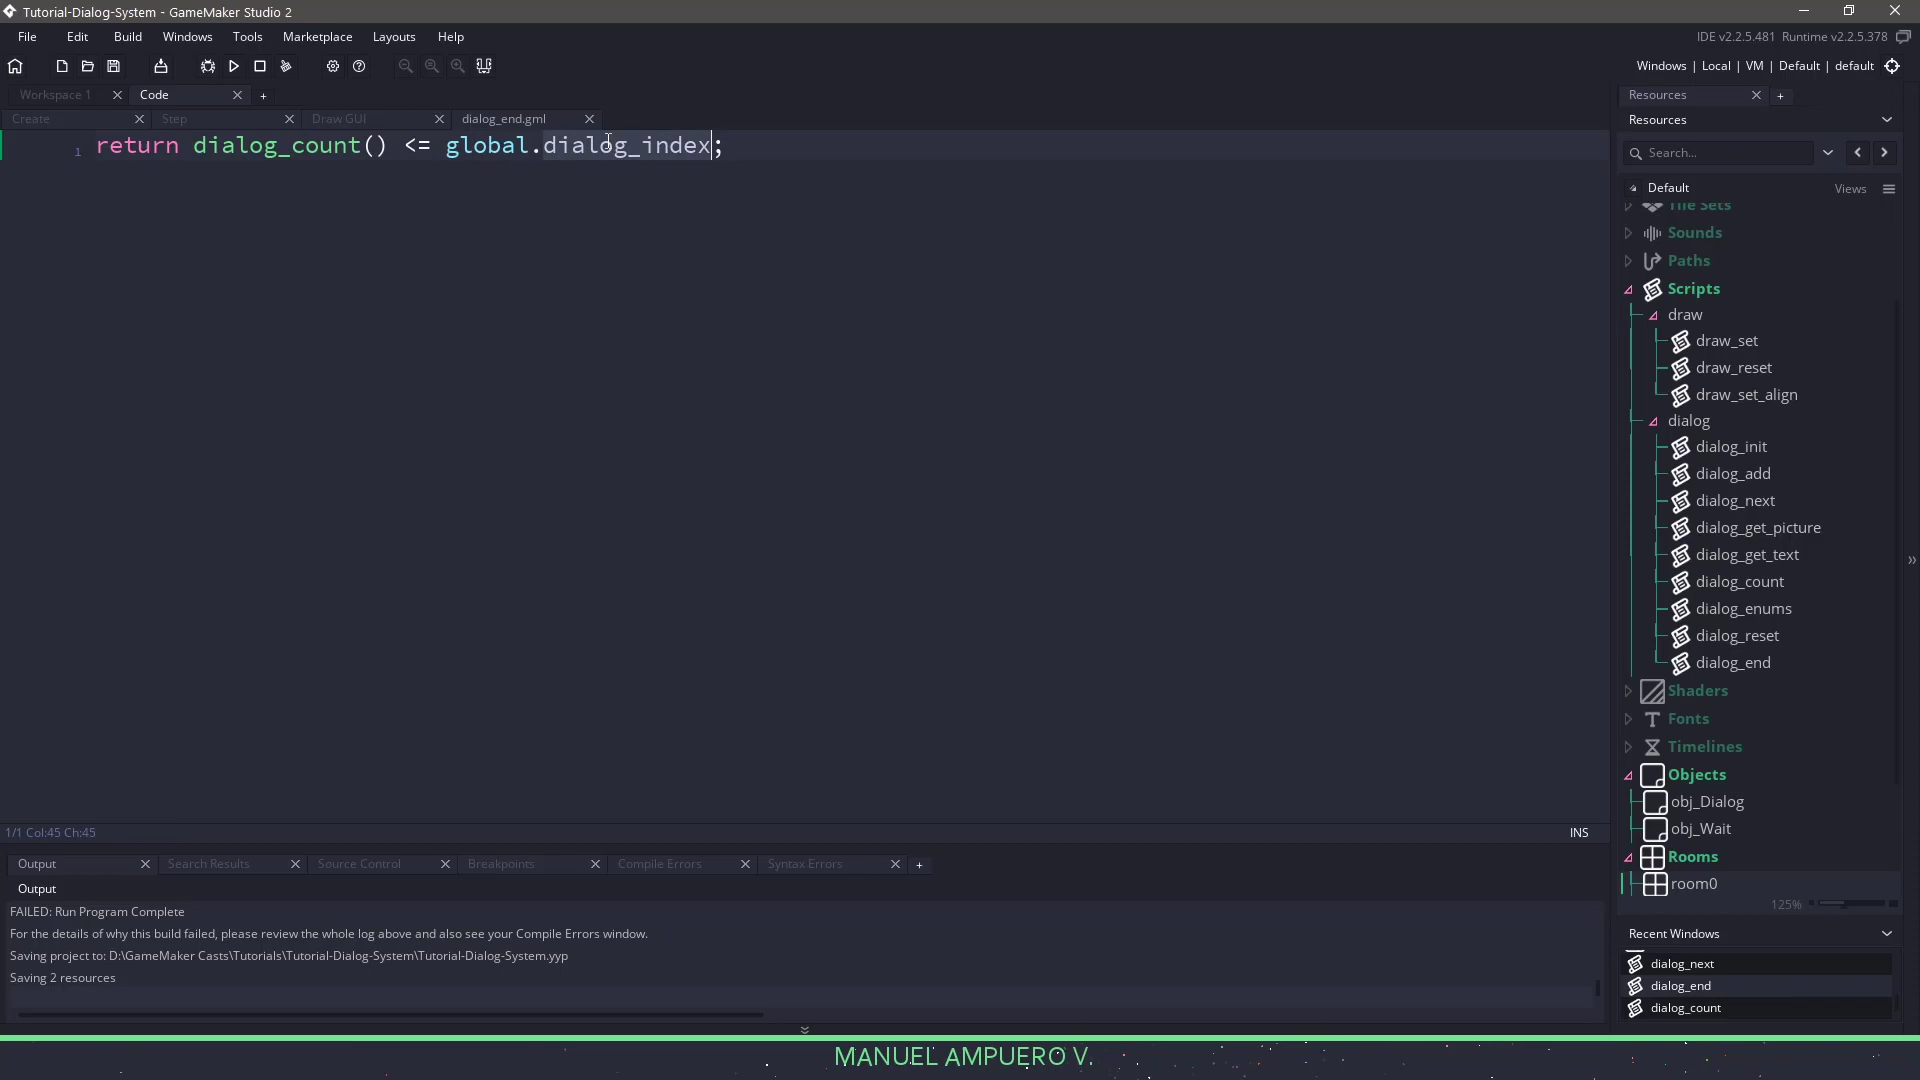 Tutorial-Dialog-System - GameMaker Studio 2
File Edit Build Windows Tools Marketplace Layouts Help
IDE v2.2.5.481 Runtime v2.2.5.378
Windows | Local | VM | Default | default
Workspace 1
Code
Create
Step
Draw GUI
dialog_end.gml
1 return dialog_count() <= global.dialog_index;
1/1 Col:45 Ch:45
INS
Output
Search Results
Source Control
Breakpoints
Compile Errors
Syntax Errors
Output
FAILED: Run Program Complete
For the details of why this build failed, please review the whole log above and also see your Compile Errors window.
Saving project to: D:\GameMaker Casts\Tutorials\Tutorial-Dialog-System\Tutorial-Dialog-System.yyp
Saving 2 resources
Resources
Resources
Search...
Default
Views
Tile Sets
Sounds
Paths
Scripts
draw
draw_set
draw_reset
draw_set_align
dialog
dialog_init
dialog_add
dialog_next
dialog_get_picture
dialog_get_text
dialog_count
dialog_enums
dialog_reset
dialog_end
Shaders
Fonts
Timelines
Objects
obj_Dialog
obj_Wait
Rooms
room0
125%
Recent Windows
dialog_next
dialog_end
dialog_count
MANUEL AMPUERO V.